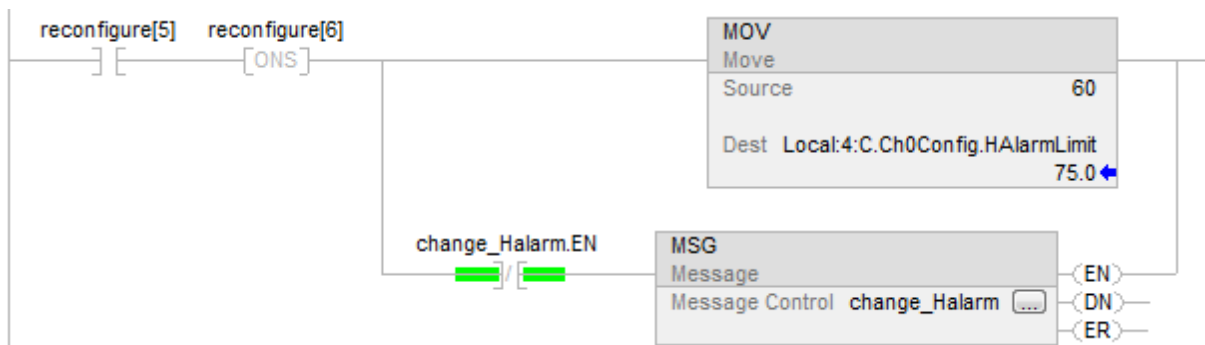 reconfigure[5] reconfigure[6]
ONS
MOV
Move
Source 60
Dest Local:4:C.Ch0Config.HAlarmLimit
75.0
change_Halarm.EN
MSG
Message
Message Control change_Halarm ...
EN
DN
ER